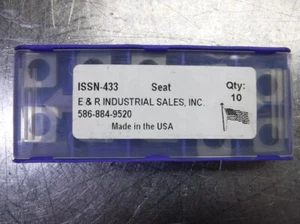 ISSN-433 Seat Qty:
10
E & R INDUSTRIAL SALES, INC.
586-884-9520
Made in the USA